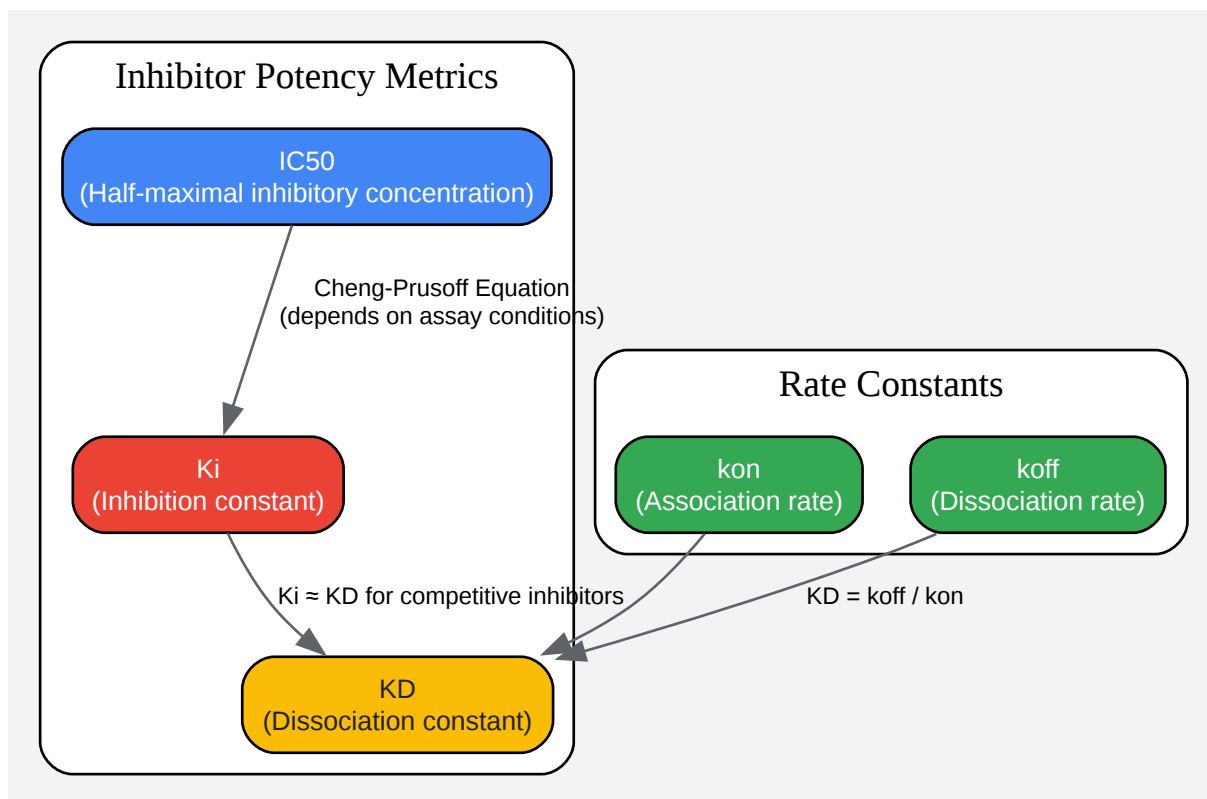 Inhibitor Potency Metrics
IC50
(Half-maximal inhibitory concentration)
Cheng-Prusoff Equation
(depends on assay conditions)
Rate Constants
Ki
(Inhibition constant)
kon
(Association rate)
koff
(Dissociation rate)
Ki ≈ KD for competitive inhibitors
KD = koff / kon
KD
(Dissociation constant)